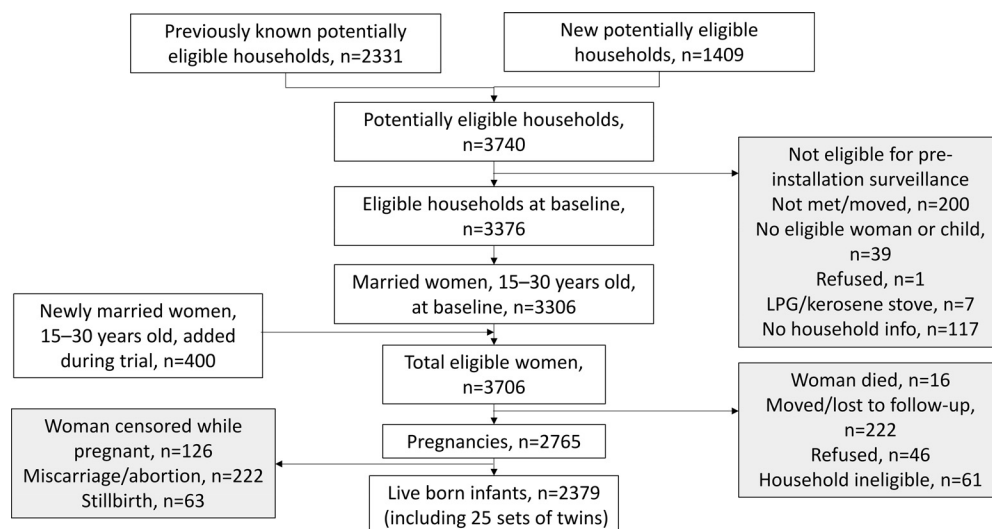 Previously known potentially
eligible households, n=2331
New potentially eligible
households, n=1409
Potentially eligible households,
n=3740
Not eligible for pre-
installation surveillance
Not met/moved, n=200
No eligible woman or child,
n=39
Refused, n=1
LPG/kerosene stove, n=7
No household info, n=117
Eligible households at baseline,
n=3376
Married women, 15–30 years old,
at baseline, n=3306
Newly married women,
15–30 years old, added
during trial, n=400
Total eligible women,
n=3706
Woman died, n=16
Moved/lost to follow-up,
n=222
Refused, n=46
Household ineligible, n=61
Pregnancies, n=2765
Woman censored while
pregnant, n=126
Miscarriage/abortion, n=222
Stillbirth, n=63
Live born infants, n=2379
(including 25 sets of twins)